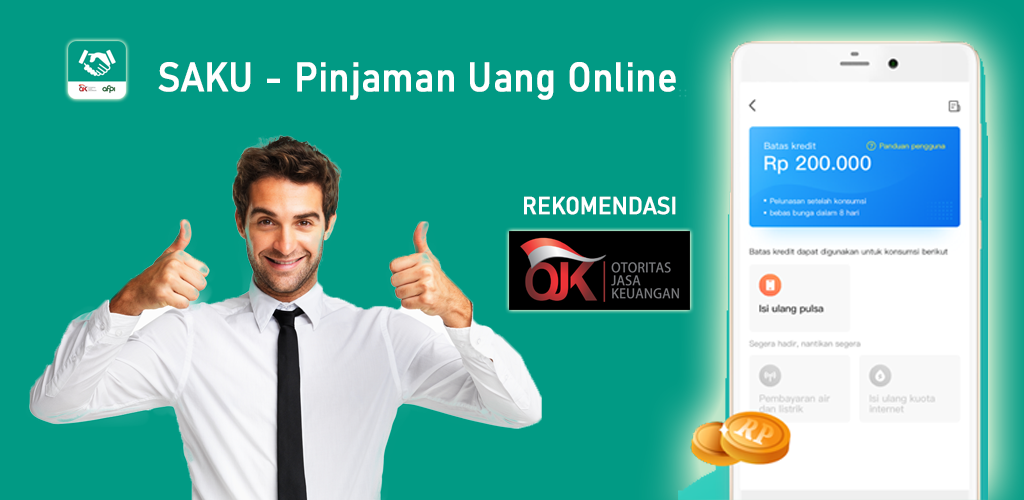 SAKU - Pinjaman Uang Online
OJK
afpi
REKOMENDASI
OJK
OTORITAS
JASA
KEUANGAN
Batas kredit
Panduan pengguna
Rp 200.000
• Pelunasan setelah konsumsi
• bebas bunga dalam 8 hari
Batas kredit dapat digunakan untuk konsumsi berikut
Isi ulang pulsa
Segera hadir, nantikan segera
Pembayaran air
dan listrik
Isi ulang kuota
internet
RP